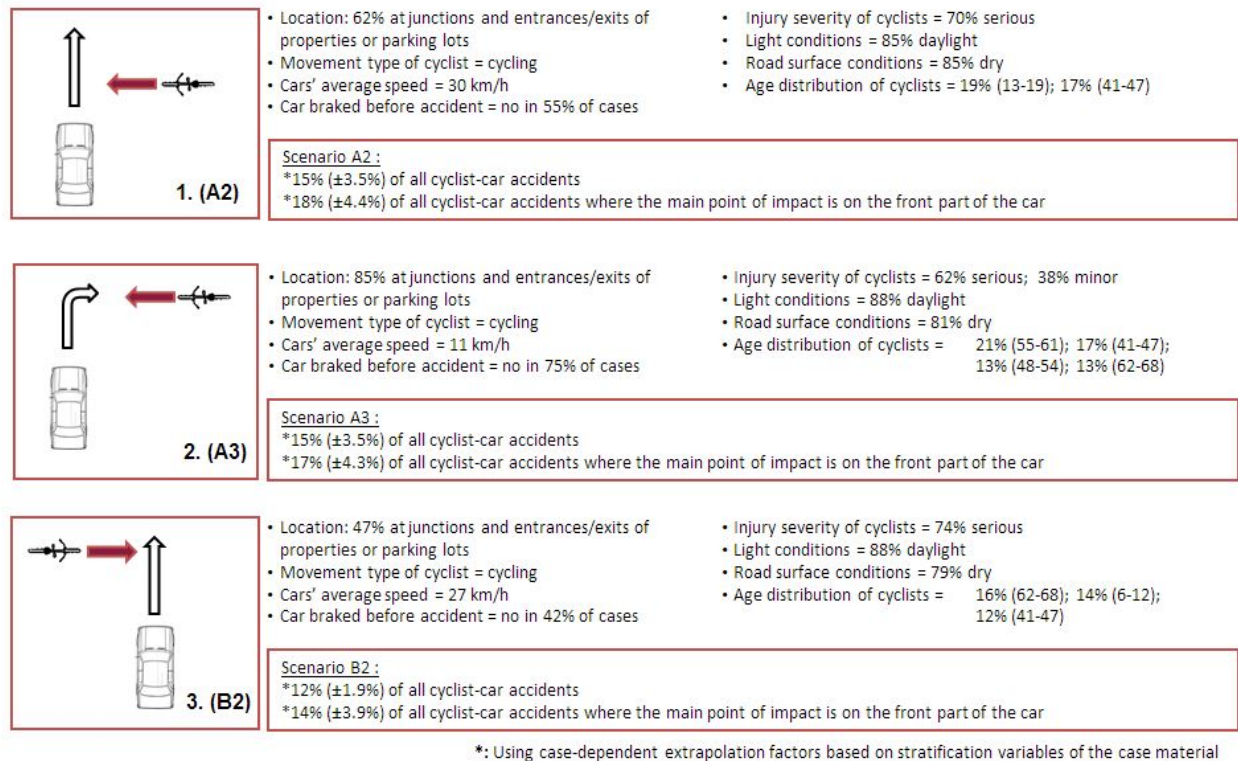 • Location: 62% at junctions and entrances/exits of
properties or parking lots
• Movement type of cyclist = cycling
• Cars' average speed = 30 km/h
• Car braked before accident = no in 55% of cases
• Injury severity of cyclists = 70% serious
• Light conditions = 85% daylight
• Road surface conditions = 85% dry
• Age distribution of cyclists = 19% (13-19); 17% (41-47)
1. (A2)
Scenario A2 :
*15% (±3.5%) of all cyclist-car accidents
*18% (±4.4%) of all cyclist-car accidents where the main point of impact is on the front part of the car
• Location: 85% at junctions and entrances/exits of
properties or parking lots
• Movement type of cyclist = cycling
• Cars' average speed = 11 km/h
• Car braked before accident = no in 75% of cases
• Injury severity of cyclists = 62% serious; 38% minor
• Light conditions = 88% daylight
• Road surface conditions = 81% dry
• Age distribution of cyclists = 21% (55-61); 17% (41-47);
13% (48-54); 13% (62-68)
2. (A3)
Scenario A3 :
*15% (±3.5%) of all cyclist-car accidents
*17% (±4.3%) of all cyclist-car accidents where the main point of impact is on the front part of the car
• Location: 47% at junctions and entrances/exits of
properties or parking lots
• Movement type of cyclist = cycling
• Cars' average speed = 27 km/h
• Car braked before accident = no in 42% of cases
• Injury severity of cyclists = 74% serious
• Light conditions = 88% daylight
• Road surface conditions = 79% dry
• Age distribution of cyclists = 16% (62-68); 14% (6-12);
12% (41-47)
3. (B2)
Scenario B2 :
*12% (±1.9%) of all cyclist-car accidents
*14% (±3.9%) of all cyclist-car accidents where the main point of impact is on the front part of the car
*: Using case-dependent extrapolation factors based on stratification variables of the case material